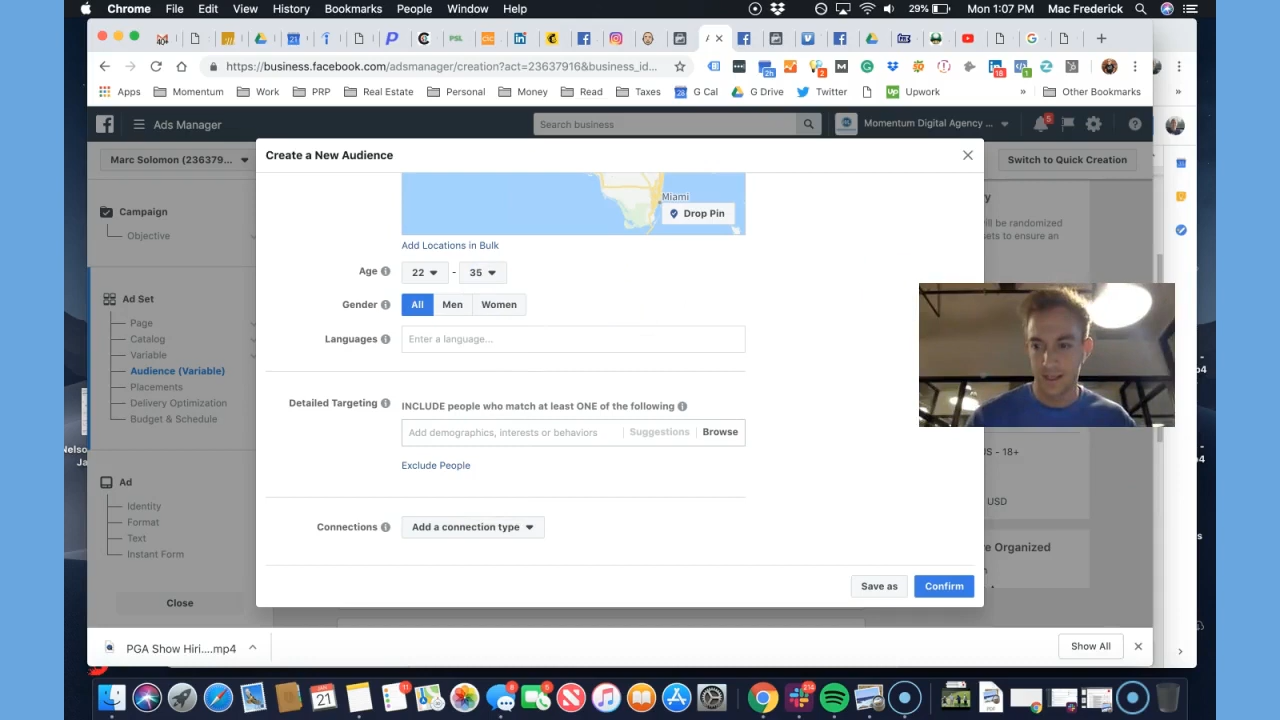 Chrome File Edit View History Bookmarks People Window Help 29% Mon 1:07 PM Mac Frederick
https://business.facebook.com/adsmanager/creation?act=23637916&business_id...
Apps Momentum Work PRP Real Estate Personal Money Read Taxes G Cal G Drive Twitter Upwork » Other Bookmarks »
Ads Manager Search business Momentum Digital Agency ... 5
Marc Solomon (236379... Switch to Quick Creation
Create a New Audience
Campaign
Objective
Ad Set
Page
Catalog
Variable
Audience (Variable)
Placements
Delivery Optimization
Budget & Schedule
Ad
Identity
Format
Text
Instant Form
Close
Miami
Drop Pin
Add Locations in Bulk
Age 22 - 35
Gender All Men Women
Languages Enter a language...
Detailed Targeting INCLUDE people who match at least ONE of the following
Add demographics, interests or behaviors Suggestions Browse
Exclude People
Connections Add a connection type
Save as Confirm
will be randomized
sets to ensure an
- 18+
USD
e Organized
Nelso
Ja
PGA Show Hiri....mp4 Show All